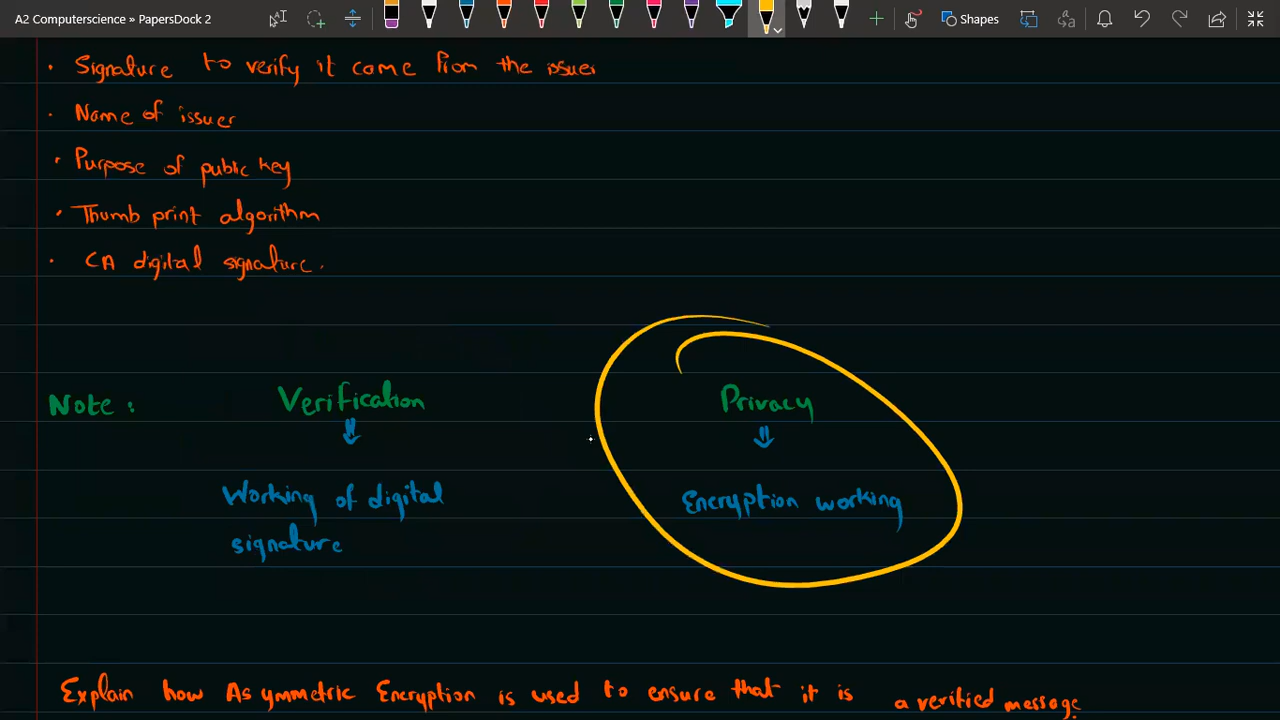 A2 Computerscience » PapersDock 2
Shapes
• Signature to verify it come from the issuer
• Name of issuer
• Purpose of public key
• Thumb print algorithm
• CA digital signature.
Note : Verification Privacy
Working of digital Encryption working
signature
Explain how Asymmetric Encryption is used to ensure that it is a verified message